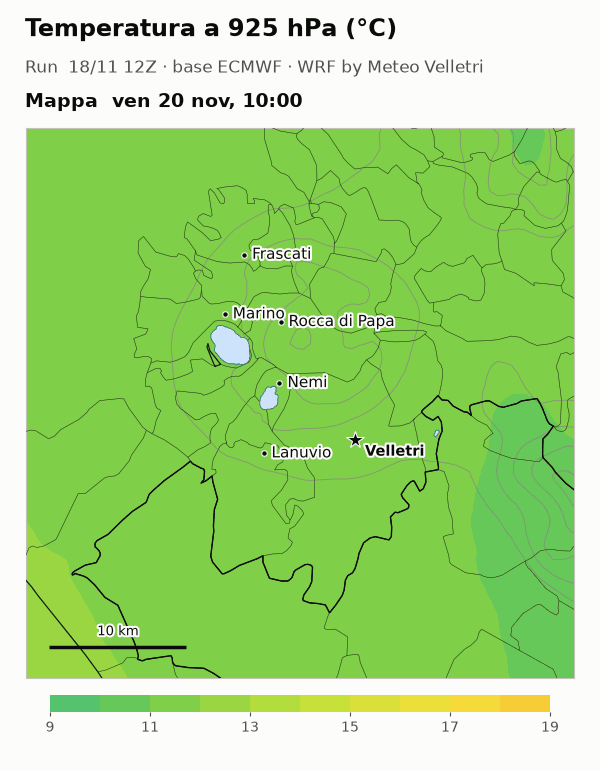 Temperatura a 925 hPa (°C)
Run  18/11 12Z · base ECMWF · WRF by Meteo Velletri
Mappa  ven 20 nov, 10:00
Frascati
Marino
Rocca di Papa
Nemi
Velletri
Lanuvio
10 km
9 11 13 15 17 19